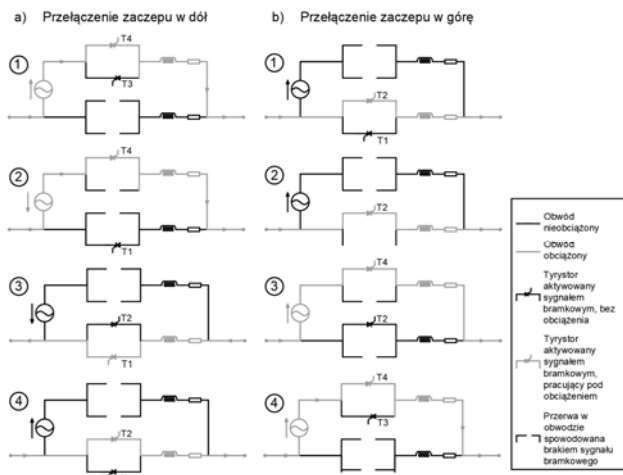 a) Przełączenie zaczepu w dół
b) Przełączenie zaczepu w górę
1
T4
T3
2
T4
T1
3
T2
T1
4
T2
1
T2
T1
2
T2
3
T4
T2
4
T4
T3
Obwód
nieobciążony
Obwód
obciążony
Tyrystor
aktywowany
sygnałem
bramkowym, bez
obciążenia
Tyrystor
aktywowany
sygnałem
bramkowym,
pracujący pod
obciążeniem
Przerwa w
obwodzie
spowodowana
brakiem sygnału
bramkowego